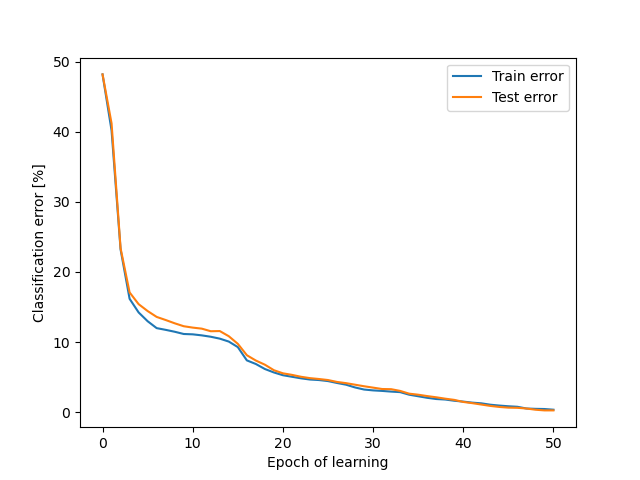 Train error
Test error
50
40
30
20
10
0
Classification error [%]
0 10 20 30 40 50
Epoch of learning